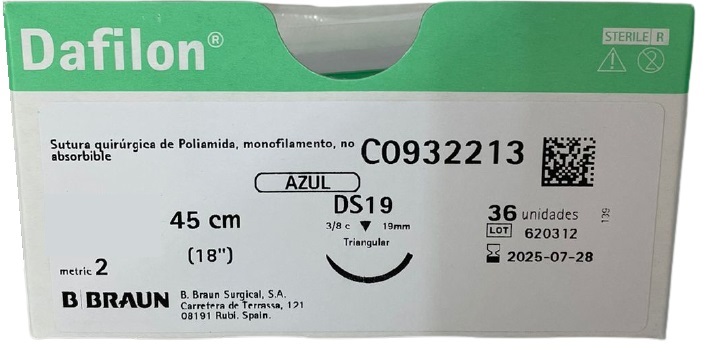 Dafilon®
STERILE R
Sutura quirúrgica de Poliamida, monofilamento, no
absorbible
C0932213
AZUL
DS19
3/8 c ▼ 19mm
Triangular
45 cm
(18")
metric 2
36 unidades
LOT 620312
2025-07-28
139
B|BRAUN
B. Braun Surgical, S.A.
Carretera de Terrassa, 121
08191 Rubí. Spain.